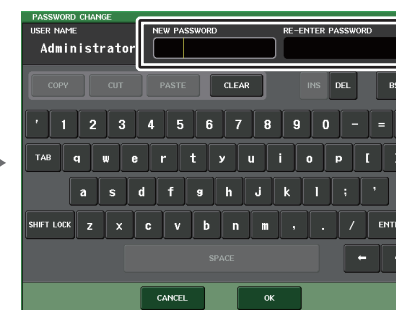 PASSWORD CHANGE
USER NAME NEW PASSWORD RE-ENTER PASSWORD
Administrator
COPY CUT PASTE CLEAR INS DEL BS
' 1 2 3 4 5 6 7 8 9 0 - =
TAB q w e r t y u i o p [ ]
a s d f g h j k l ; '
SHIFT LOCK z x c v b n m , . / ENT
SPACE ←
CANCEL OK